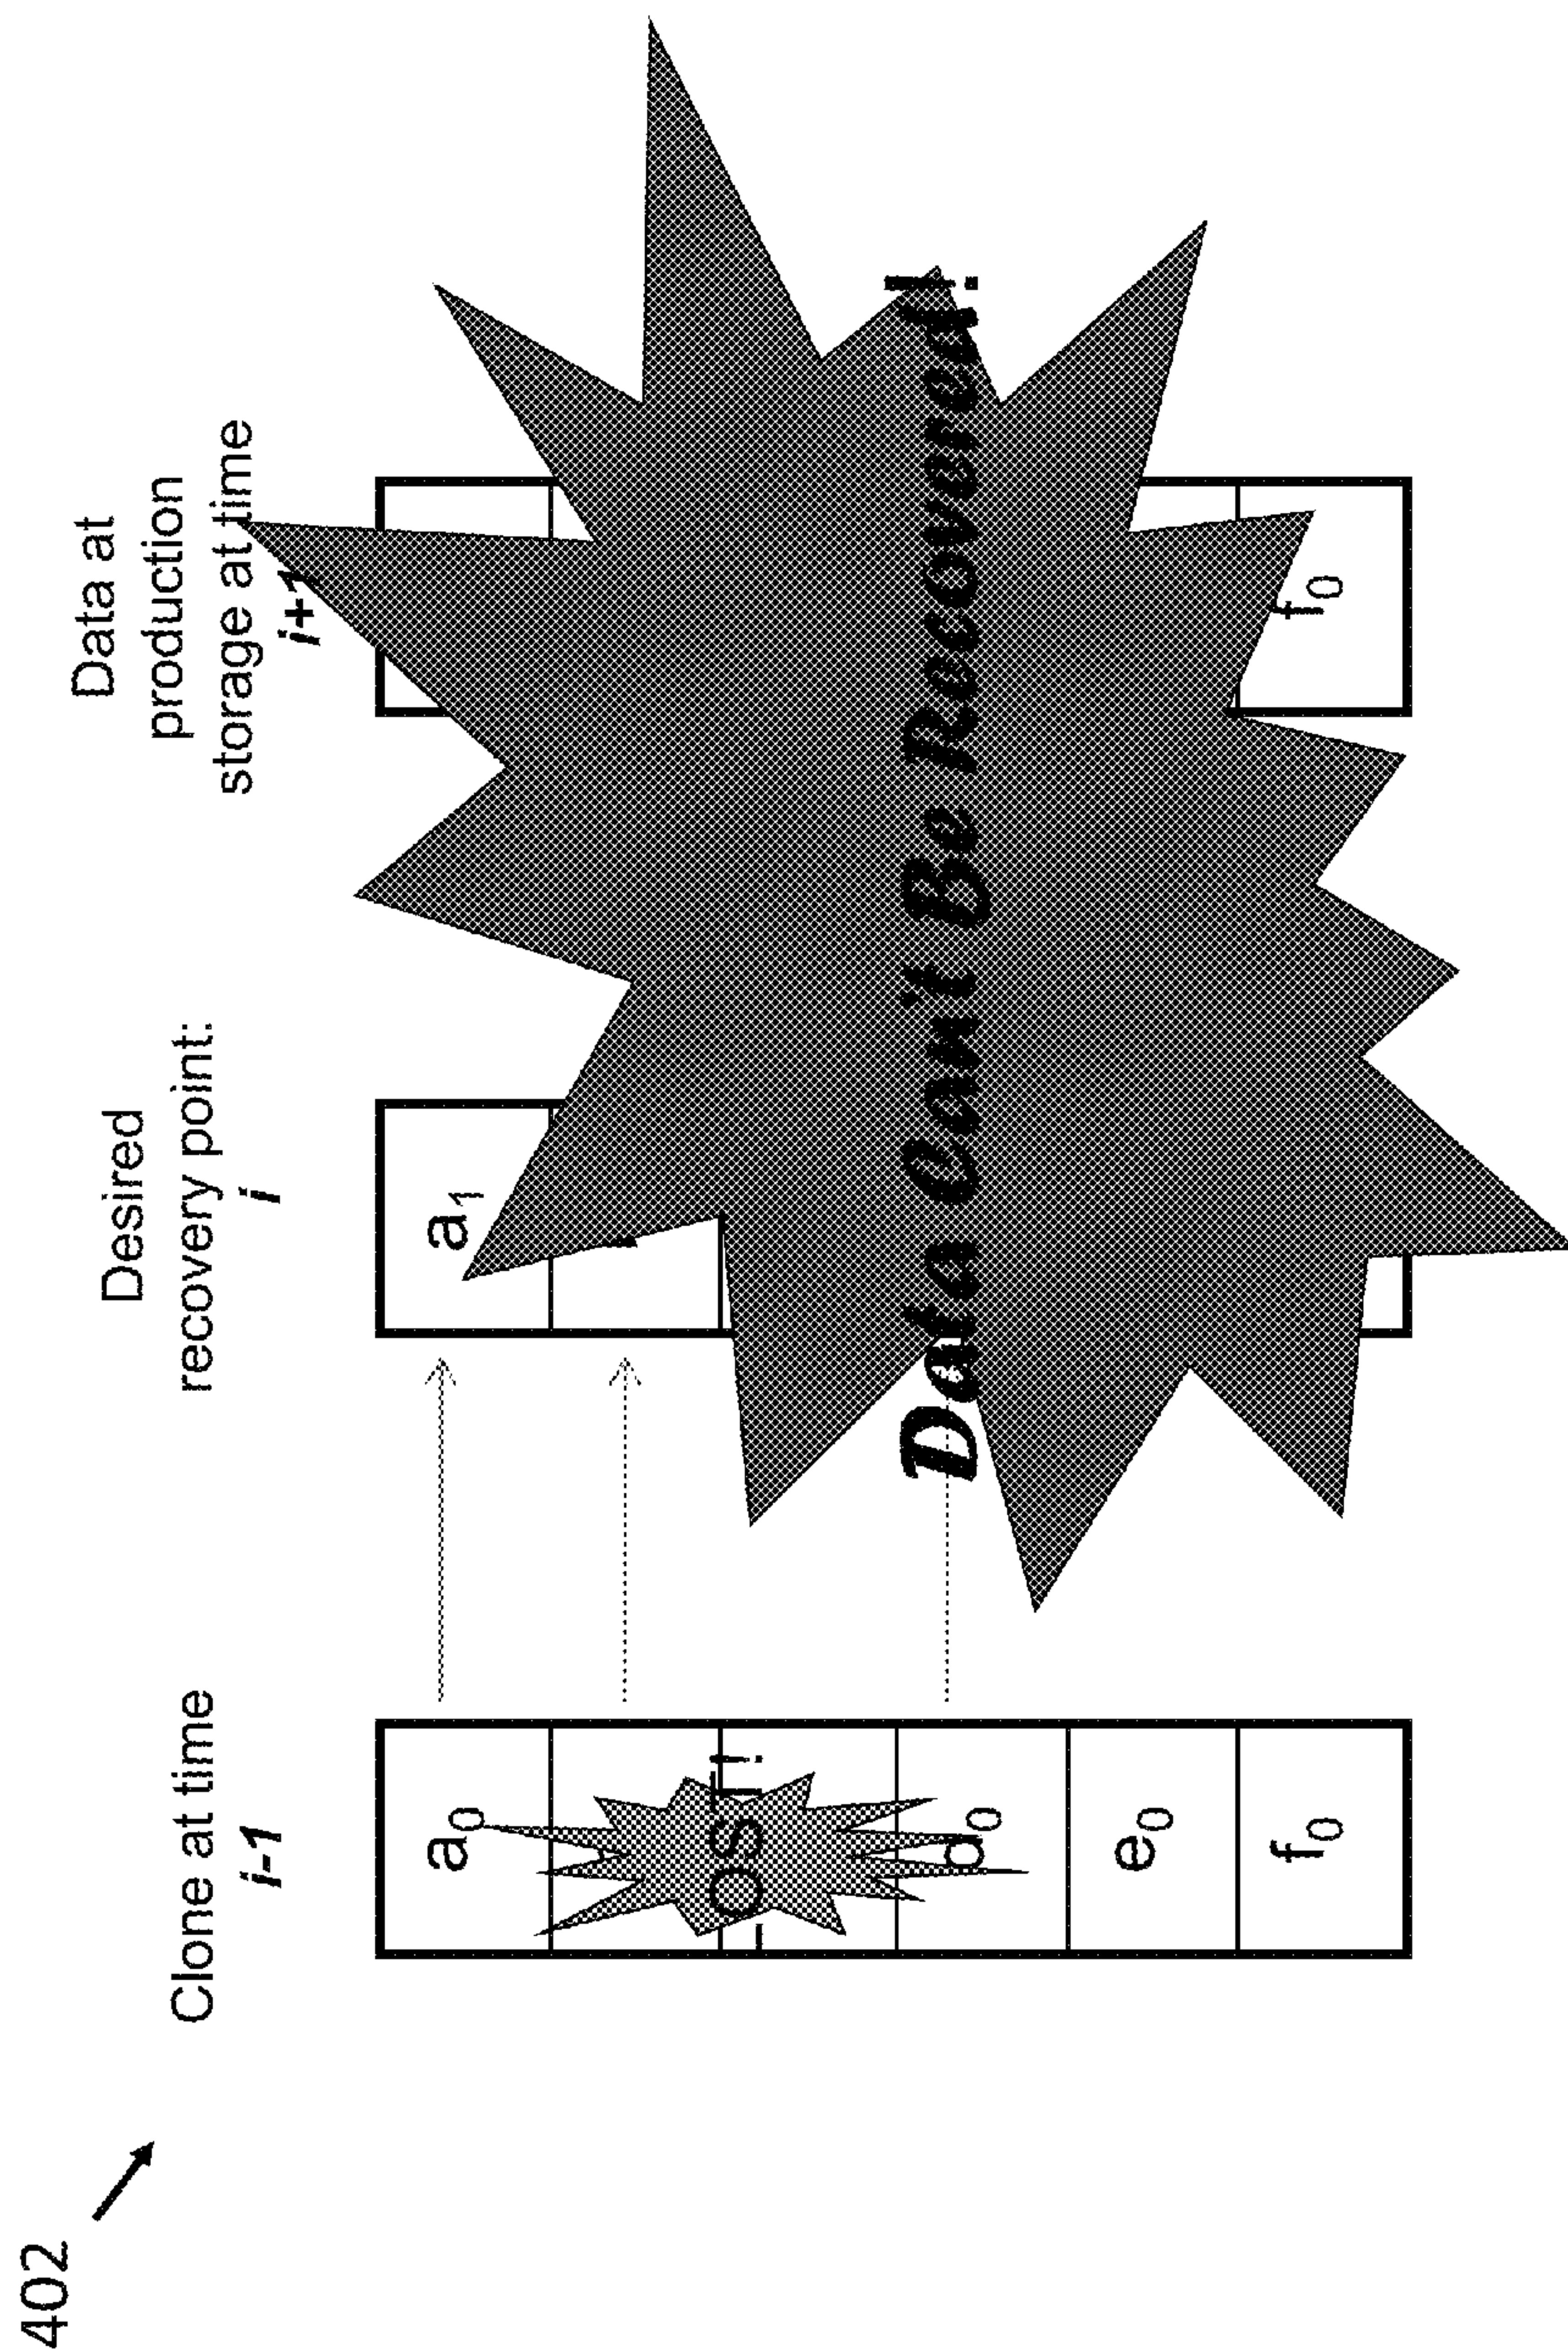 402
Clone at time
i-1
Desired
recovery point:
i
Data at
production
storage at time
i+1
a0
LOST!
d0
e0
f0
a1
f0
Data Can't Be Recovered!